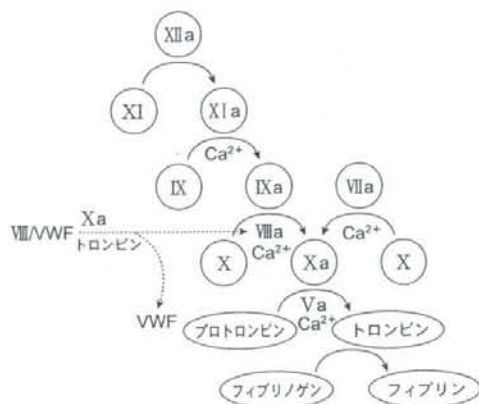 XIIa
XI XIa
Ca²⁺
IX IXa VIIa
Xa
VIII/VWF トロンビン VIIIa Ca²⁺
X Ca²⁺ Xa X
VWF
Va
プロトロンビン Ca²⁺ トロンビン
フィブリノゲン フィブリン